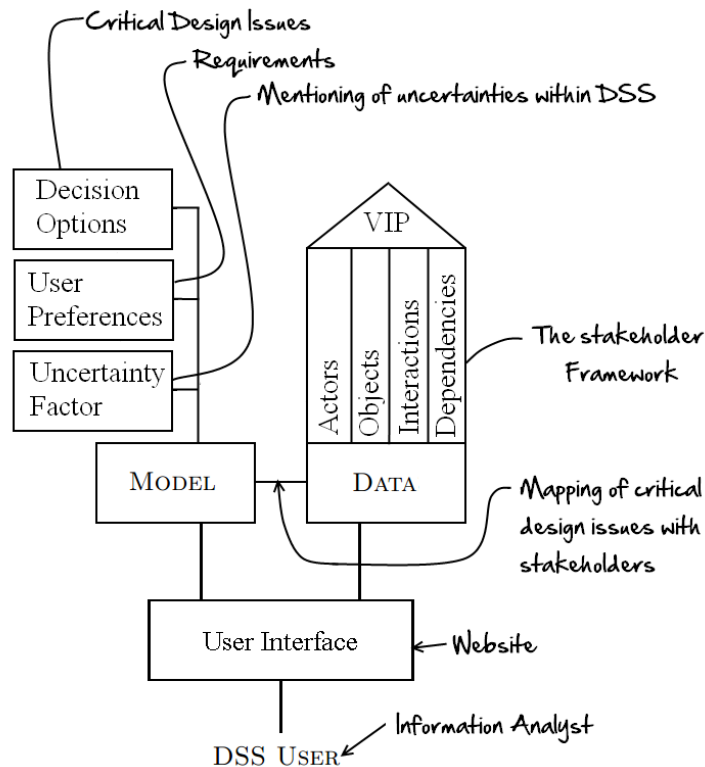 Critical Design Issues
Requirements
Mentioning of uncertainties within DSS
Decision
Options
User
Preferences
Uncertainty
Factor
VIP
Actors
Objects
Interactions
Dependencies
The stakeholder
Framework
MODEL
DATA
Mapping of critical
design issues with
stakeholders
User Interface
Website
Information Analyst
DSS USER